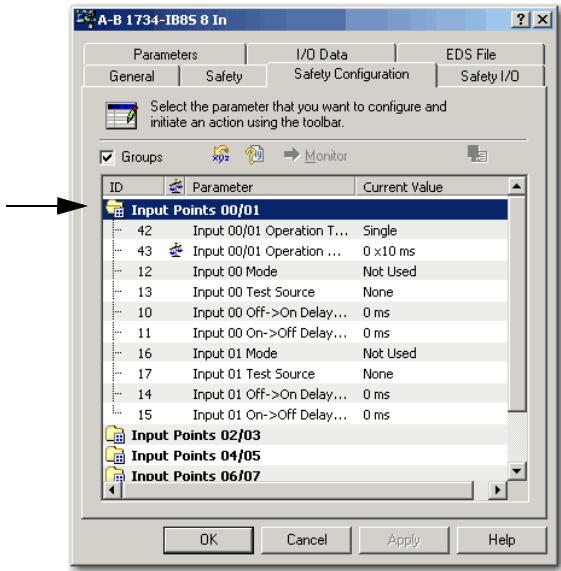 A-B 1734-IB8S 8 In
Parameters I/O Data EDS File
General Safety Safety Configuration Safety I/O
Select the parameter that you want to configure and
initiate an action using the toolbar.
Groups xyz Monitor
ID Parameter Current Value
Input Points 00/01
42 Input 00/01 Operation T... Single
43 Input 00/01 Operation ... 0 x10 ms
12 Input 00 Mode Not Used
13 Input 00 Test Source None
10 Input 00 Off->On Delay... 0 ms
11 Input 00 On->Off Delay... 0 ms
16 Input 01 Mode Not Used
17 Input 01 Test Source None
14 Input 01 Off->On Delay... 0 ms
15 Input 01 On->Off Delay... 0 ms
Input Points 02/03
Input Points 04/05
Input Points 06/07
OK Cancel Apply Help